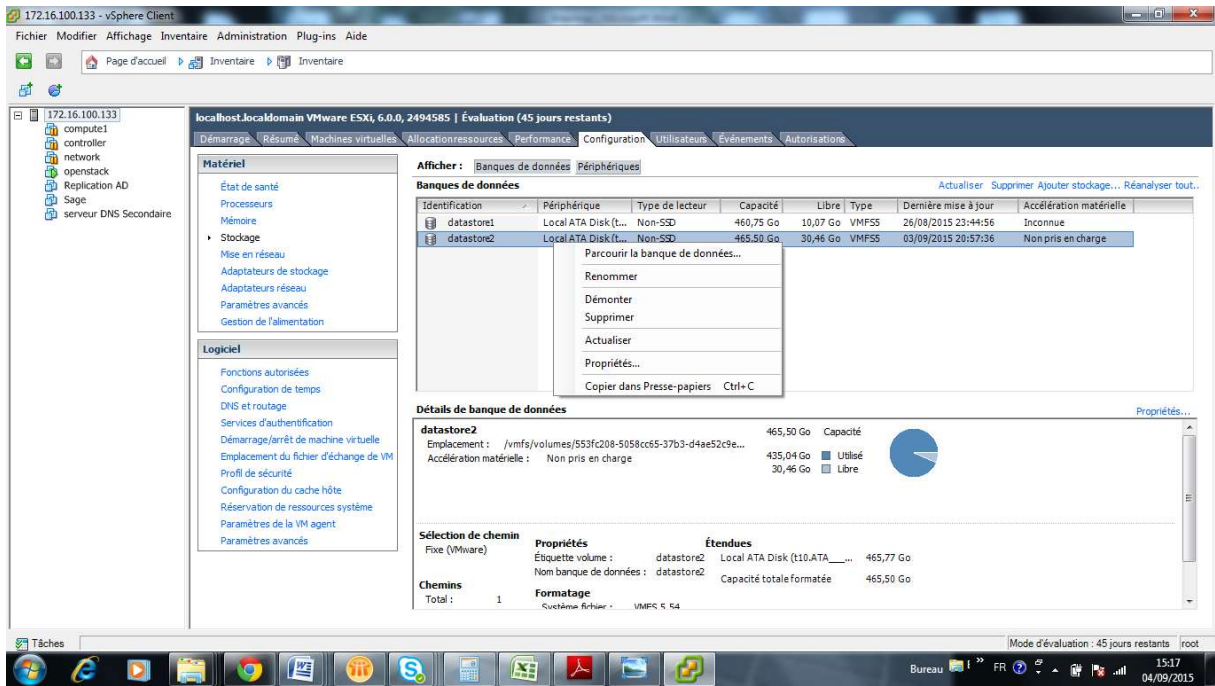 172.16.100.133 - vSphere Client
Fichier Modifier Affichage Inventaire Administration Plug-ins Aide
Page d'accueil Inventaire Inventaire
172.16.100.133
compute1
controller
network
openstack
Replication AD
Sage
serveur DNS Secondaire
localhost.localdomain VMware ESXi, 6.0.0, 2494585 | Évaluation (45 jours restants)
Démarrage Résumé Machines virtuelles Allocation ressources Performance Configuration Utilisateurs Événements Autorisations
Matériel
État de santé
Processeurs
Mémoire
Stockage
Mise en réseau
Adaptateurs de stockage
Adaptateurs réseau
Paramètres avancés
Gestion de l'alimentation
Logiciel
Fonctions autorisées
Configuration de temps
DNS et routage
Services d'authentification
Démarrage/arrêt de machine virtuelle
Emplacement du fichier d'échange de VM
Profil de sécurité
Configuration du cache hôte
Réservation de ressources système
Paramètres de la VM agent
Paramètres avancés
Afficher : Banques de données Périphériques
Banques de données Actualiser Supprimer Ajouter stockage... Réanalyser tout..
Identification Périphérique Type de lecteur Capacité Libre Type Dernière mise à jour Accélération matérielle
datastore1 Local ATA Disk (t... Non-SSD 460,75 Go 10,07 Go VMFS5 26/08/2015 23:44:56 Inconnue
datastore2 Local ATA Disk (t... Non-SSD 465,50 Go 30,46 Go VMFS5 03/09/2015 20:57:36 Non pris en charge
Parcourir la banque de données...
Renommer
Démonter
Supprimer
Actualiser
Propriétés...
Copier dans Presse-papiers Ctrl+C
Détails de banque de données Propriétés...
datastore2 465,50 Go Capacité
Emplacement : /vmfs/volumes/553fc208-5058cc65-37b3-d4ae52c9e...
Accélération matérielle : Non pris en charge
435,04 Go Utilisé
30,46 Go Libre
Sélection de chemin
Fixe (VMware)
Chemins
Total : 1
Propriétés
Étiquette volume : datastore2
Nom banque de données : datastore2
Formatage
Système fichier : VMFS 5.54
Étendues
Local ATA Disk (t10.ATA___... 465,77 Go
Capacité totale formatée 465,50 Go
Tâches Mode d'évaluation : 45 jours restants root
Bureau FR 15:17
04/09/2015